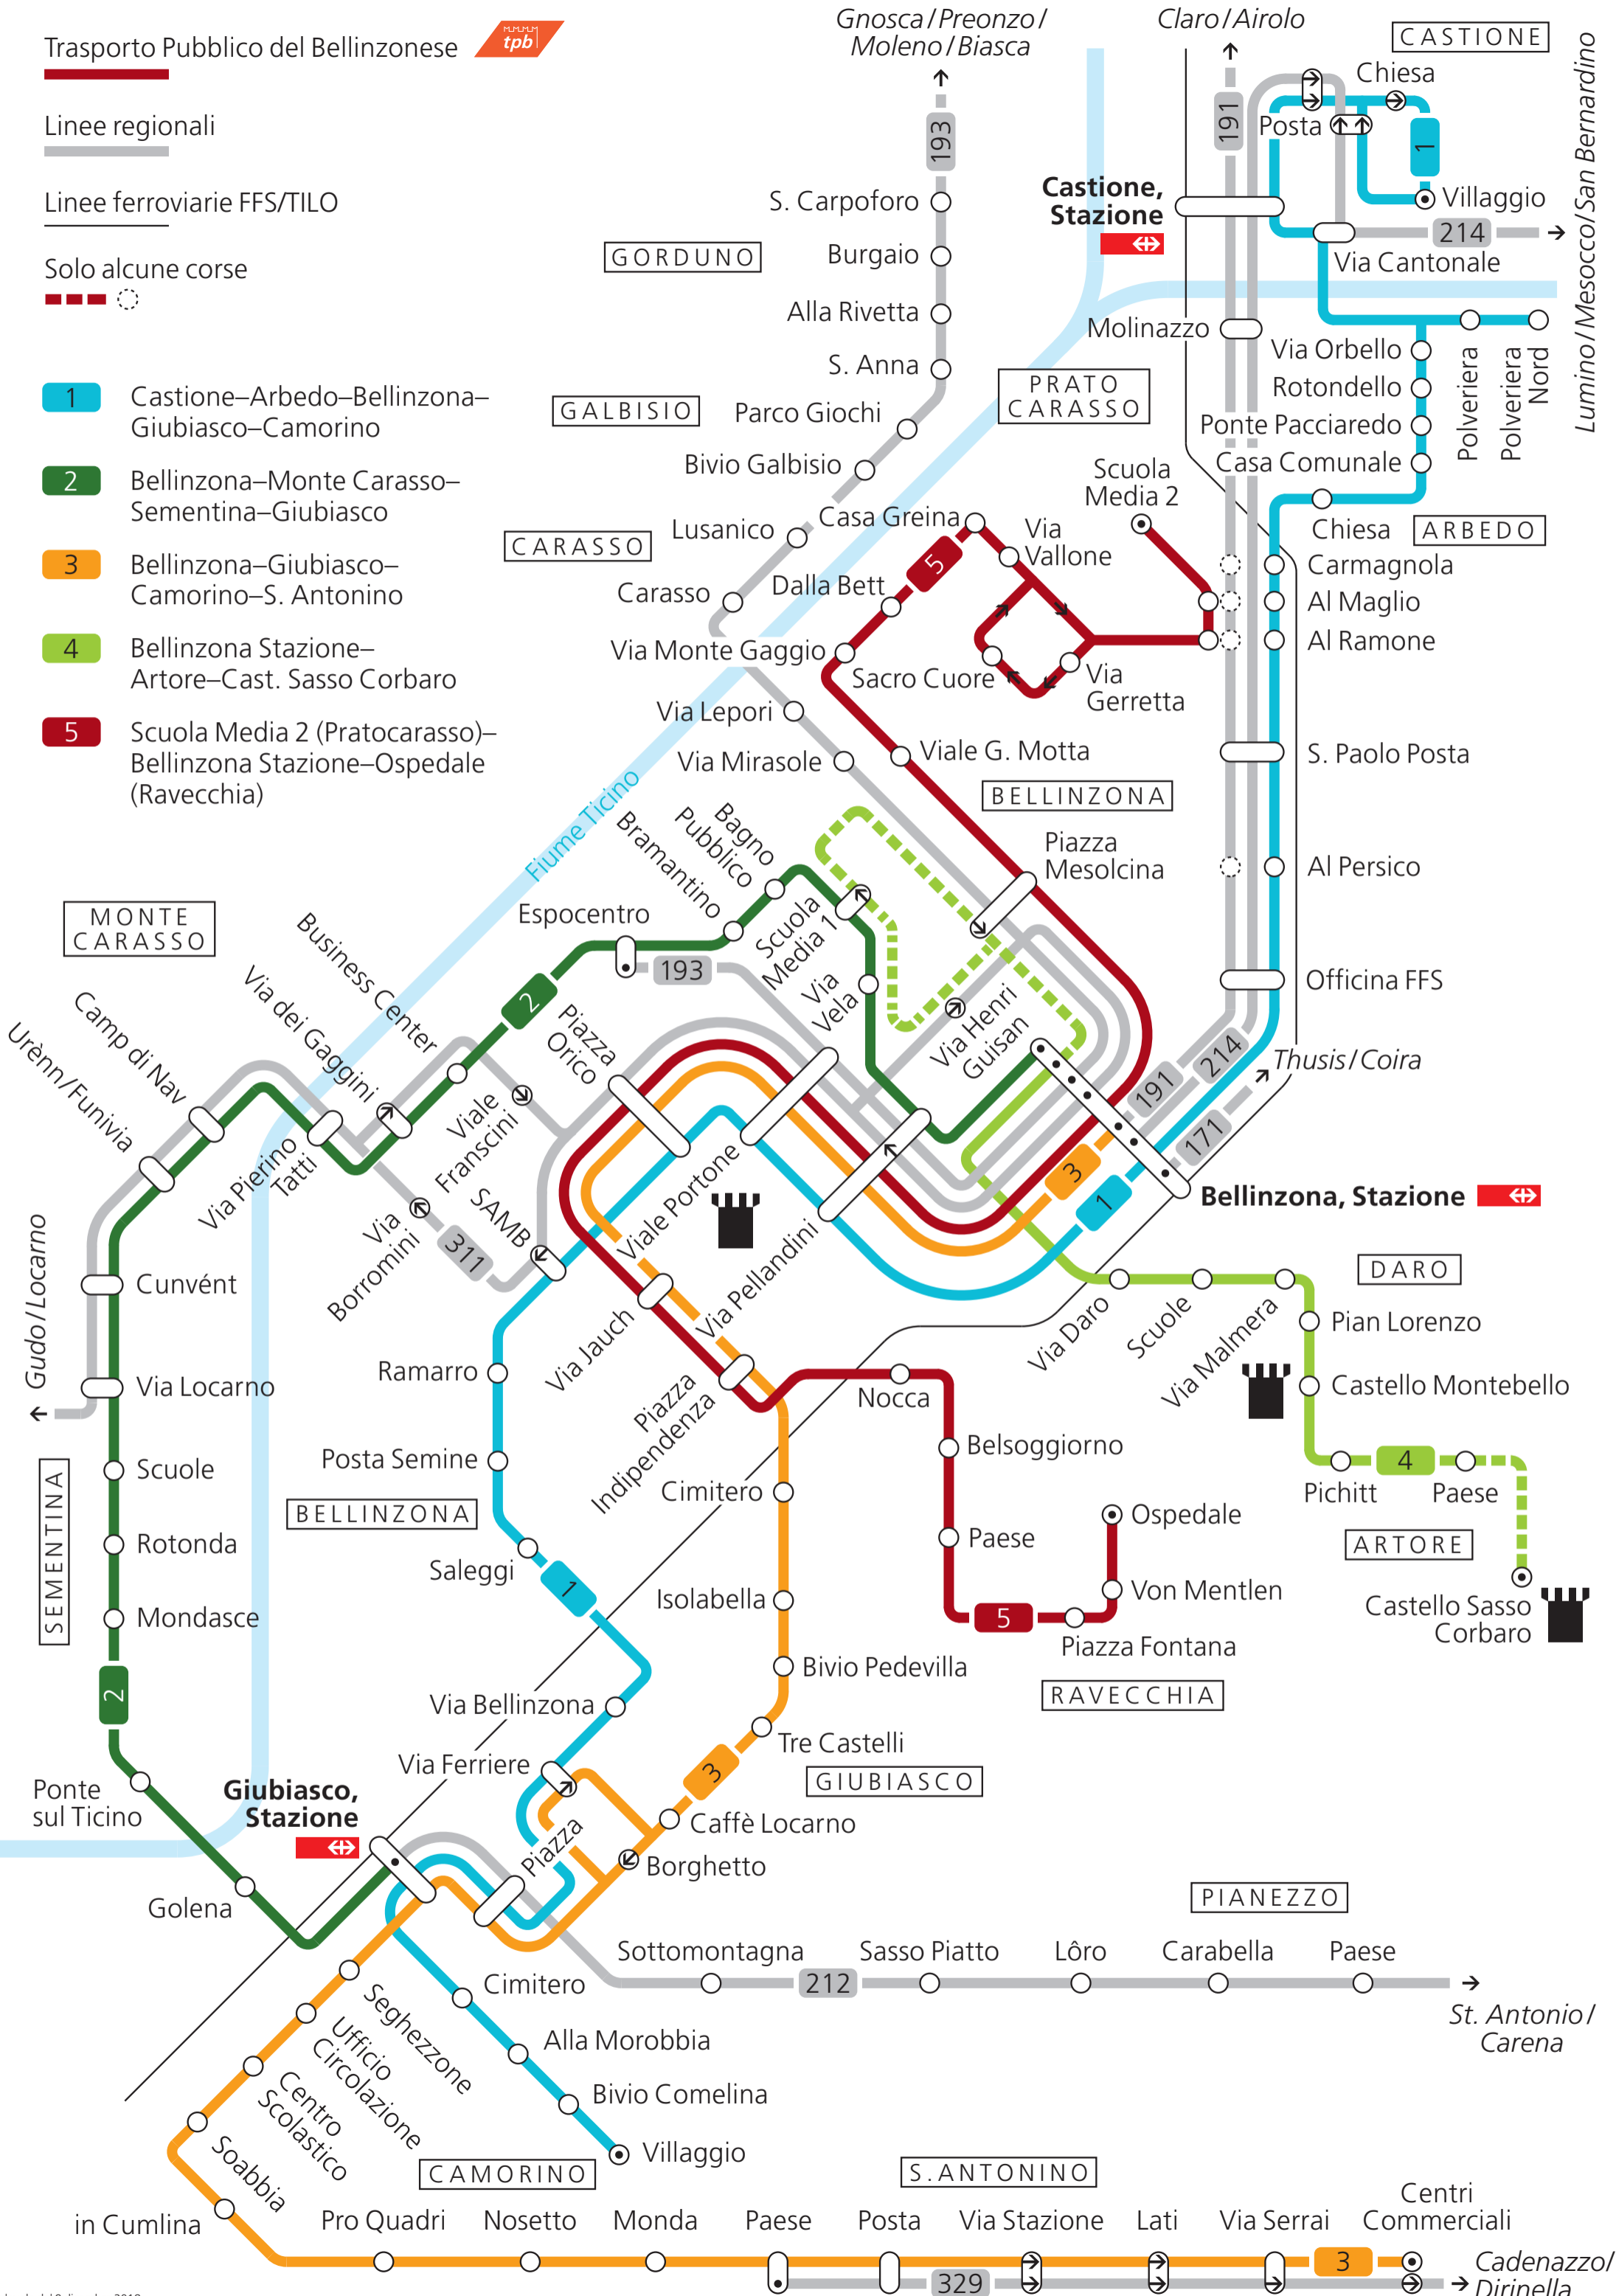 Trasporto Pubblico del Bellinzonese
tpb
Linee regionali
Linee ferroviarie FFS/TILO
Solo alcune corse
1
Castione–Arbedo–Bellinzona–
Giubiasco–Camorino
2
Bellinzona–Monte Carasso–
Sementina–Giubiasco
3
Bellinzona–Giubiasco–
Camorino–S. Antonino
4
Bellinzona Stazione–
Artore–Cast. Sasso Corbaro
5
Scuola Media 2 (Pratocarasso)–
Bellinzona Stazione–Ospedale
(Ravecchia)
Gnosca/Preonzo/
Moleno/Biasca
193
Claro/Airolo
191
CASTIONE
Chiesa
Posta
1
Villaggio
Castione,
Stazione
214
Via Cantonale
Lumino/Mesocco/San Bernardino
S. Carpoforo
GORDUNO
Burgaio
Alla Rivetta
S. Anna
Molinazzo
Via Orbello
Rotondello
Ponte Pacciaredo
Casa Comunale
Polveriera
Polveriera
Nord
PRATO
CARASSO
GALBISIO
Parco Giochi
Bivio Galbisio
Scuola
Media 2
Chiesa
ARBEDO
Lusanico
Casa Greina
Via
Vallone
CARASSO
5
Carasso
Dalla Bett
Carmagnola
Al Maglio
Al Ramone
Via Monte Gaggio
Sacro Cuore
Via
Gerretta
Via Lepori
Via Mirasole
Viale G. Motta
S. Paolo Posta
BELLINZONA
Fiume Ticino
Piazza
Mesolcina
Al Persico
Bagno
Pubblico
Bramantino
Espocentro
Scuola
Media 1
MONTE
CARASSO
Business Center
193
Via
Vela
Via Henri
Guisan
Officina FFS
2
Via dei Gaggini
Camp di Nav
Urènn/Funivia
Piazza
Orico
191
214
171
Thusis/Coira
Viale
Franscini
Via Pierino
Tatti
SAMB
Via
Borromini
311
Viale Portone
Via Pellandini
3
1
Bellinzona, Stazione
Gudo/Locarno
Cunvént
DARO
Via Daro
Scuole
Via Malmera
Pian Lorenzo
Via Jauch
Ramarro
Via Locarno
Piazza
Indipendenza
Nocca
Castello Montebello
Belsoggiorno
Posta Semine
Scuole
SEMENTINA
Cimitero
4
Pichitt
Paese
BELLINZONA
Ospedale
Rotonda
Paese
ARTORE
Saleggi
1
Isolabella
Von Mentlen
Mondasce
5
Piazza Fontana
Castello Sasso
Corbaro
2
Bivio Pedevilla
RAVECCHIA
Via Bellinzona
Tre Castelli
Via Ferriere
3
GIUBIASCO
Ponte
sul Ticino
Giubiasco,
Stazione
Caffè Locarno
Piazza
Borghetto
Golena
PIANEZZO
Sottomontagna
212
Sasso Piatto
Lôro
Carabella
Paese
St. Antonio/
Carena
Cimitero
Seghezzone
Ufficio
Circolazione
Alla Morobbia
Centro
Scolastico
Bivio Comelina
Soabbia
Villaggio
CAMORINO
S.ANTONINO
in Cumlina
Pro Quadri
Nosetto
Monda
Paese
Posta
Via Stazione
Lati
Via Serrai
Centri
Commerciali
3
329
Cadenazzo/
Dirinella